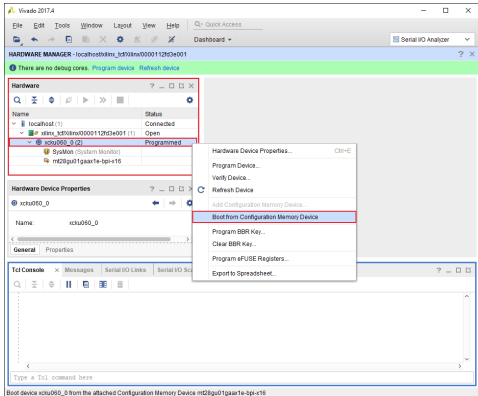 Vivado 2017.4
File Edit Tools Window Layout View Help Quick Access
Dashboard Serial I/O Analyzer
HARDWARE MANAGER - localhost/xilinx_tcf/Xilinx/0000112fd3e001
There are no debug cores. Program device Refresh device
Hardware
Name Status
localhost (1) Connected
xilinx_tcf/Xilinx/0000112fd3e001 (1) Open
xcku060_0 (2) Programmed
SysMon (System Monitor)
mt28gu01gaax1e-bpi-x16
Hardware Device Properties... Ctrl+E
Program Device...
Verify Device...
Refresh Device
Add Configuration Memory Device...
Boot from Configuration Memory Device
Program BBR Key...
Clear BBR Key...
Program eFUSE Registers...
Export to Spreadsheet...
Hardware Device Properties
xcku060_0
Name: xcku060_0
General Properties
Tcl Console Messages Serial I/O Links Serial I/O Sca
Type a Tcl command here
Boot device xcku060_0 from the attached Configuration Memory Device mt28gu01gaax1e-bpi-x16